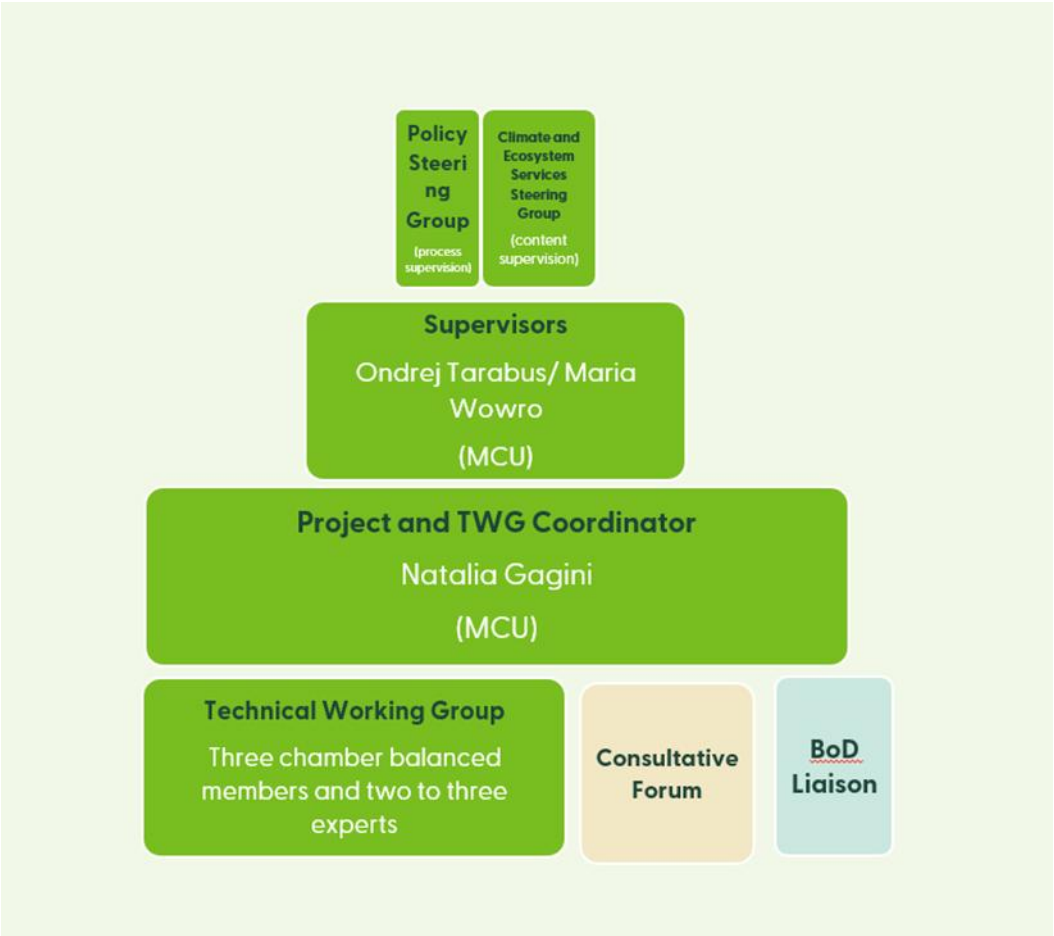 Policy
Steeri
ng
Group
(process
supervision)
Climate and
Ecosystem
Services
Steering
Group
(content
supervision)
Supervisors
Ondrej Tarabus/ Maria
Wowro
(MCU)
Project and TWG Coordinator
Natalia Gagini
(MCU)
Technical Working Group
Three chamber balanced
members and two to three
experts
Consultative
Forum
BoD
Liaison